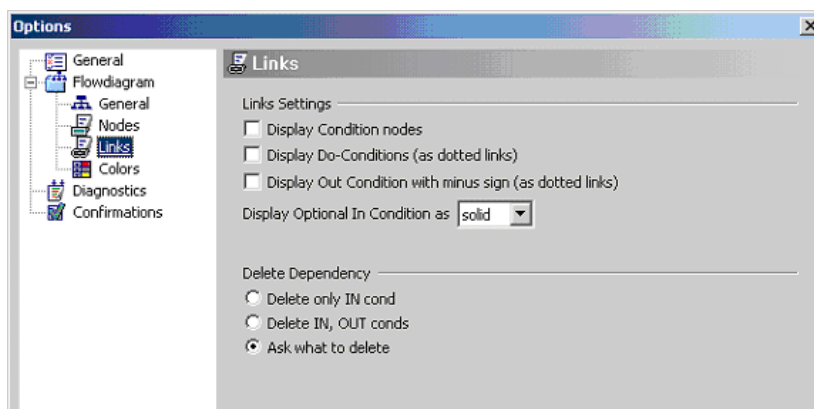 Options
General
Flowdiagram
General
Nodes
Links
Colors
Diagnostics
Confirmations
Links
Links Settings
Display Condition nodes
Display Do-Conditions (as dotted links)
Display Out Condition with minus sign (as dotted links)
Display Optional In Condition as solid
Delete Dependency
Delete only IN cond
Delete IN, OUT conds
Ask what to delete